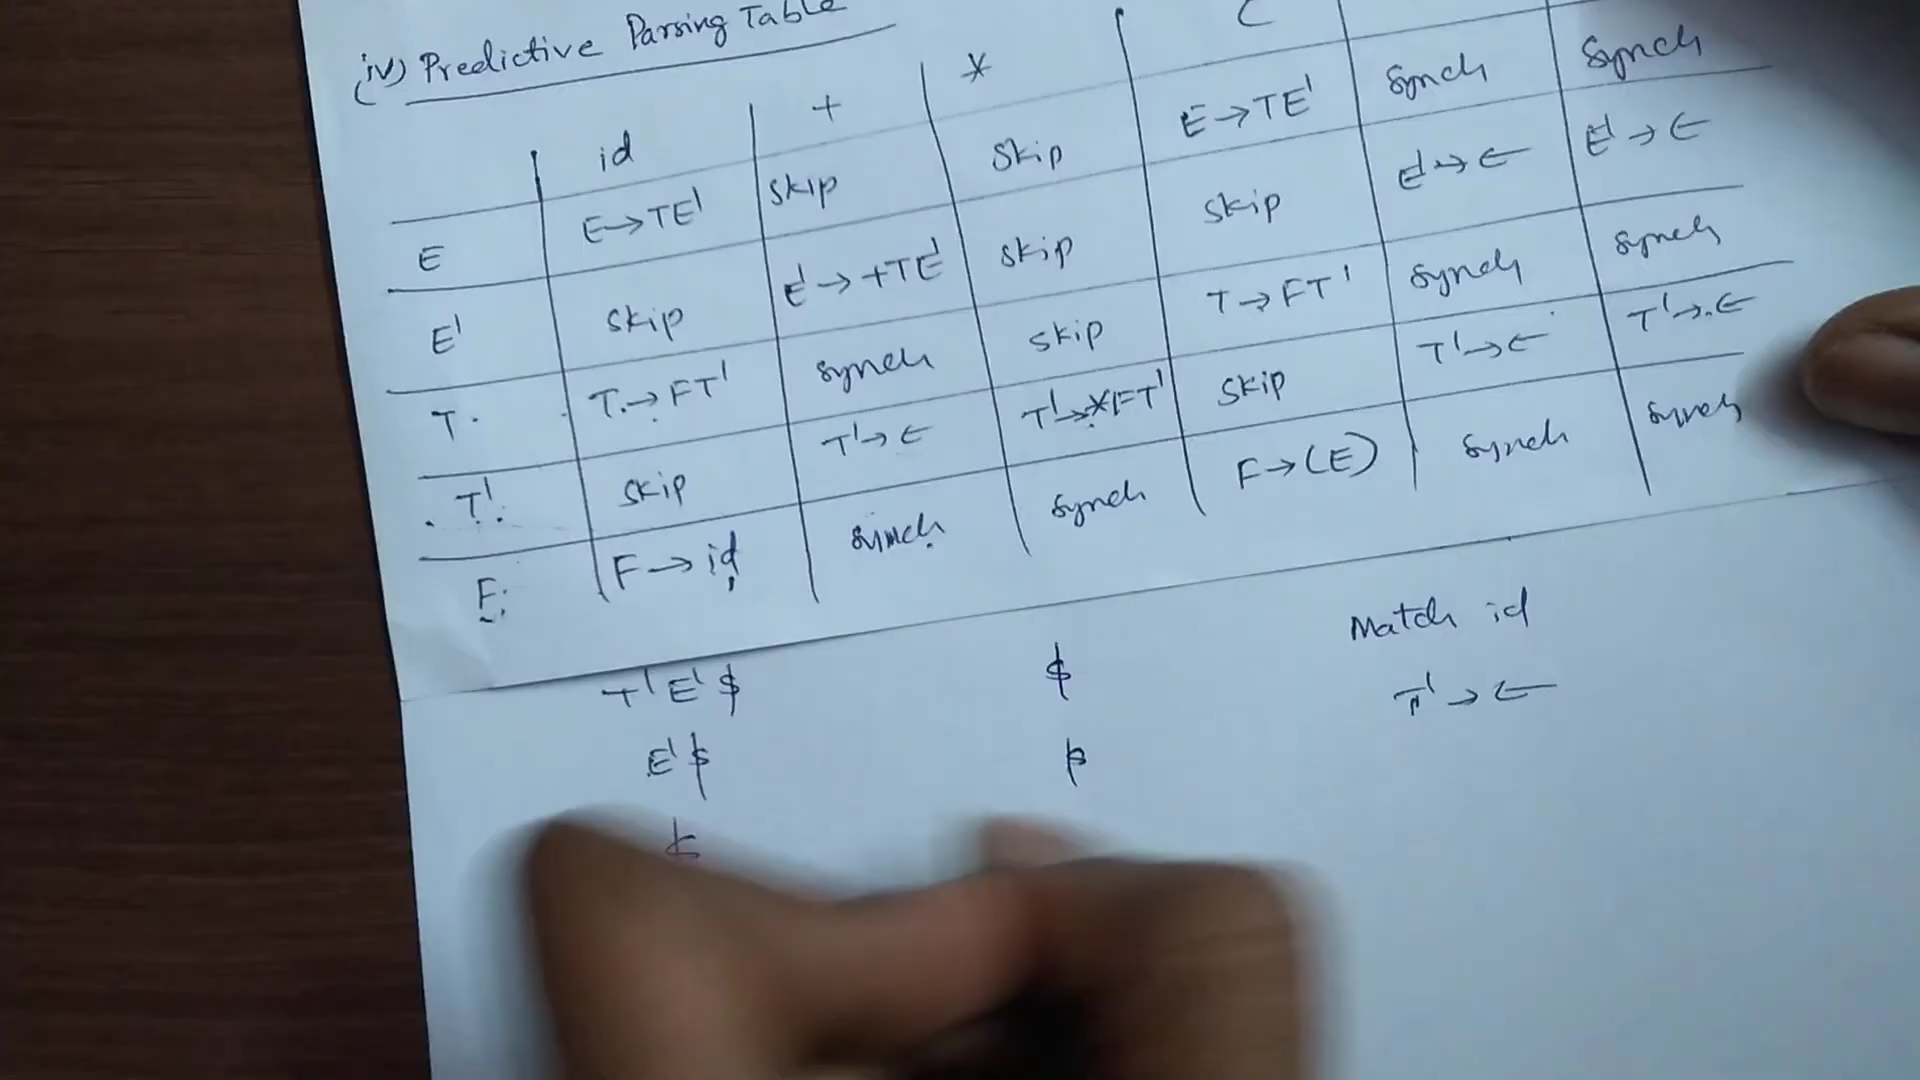 (iv) Predictive Parsing Table
id + * (
E E→TE' skip skip E→TE' synch synch
E' skip E'→+TE' skip skip E'→ϵ E'→ϵ
T T→FT' synch skip T→FT' synch synch
T' skip T'→ϵ T'→*FT' skip T'→ϵ T'→ϵ
F F→id synch synch F→(E) synch synch
Match id
T'E'$ $ T'→ϵ
E'$ $